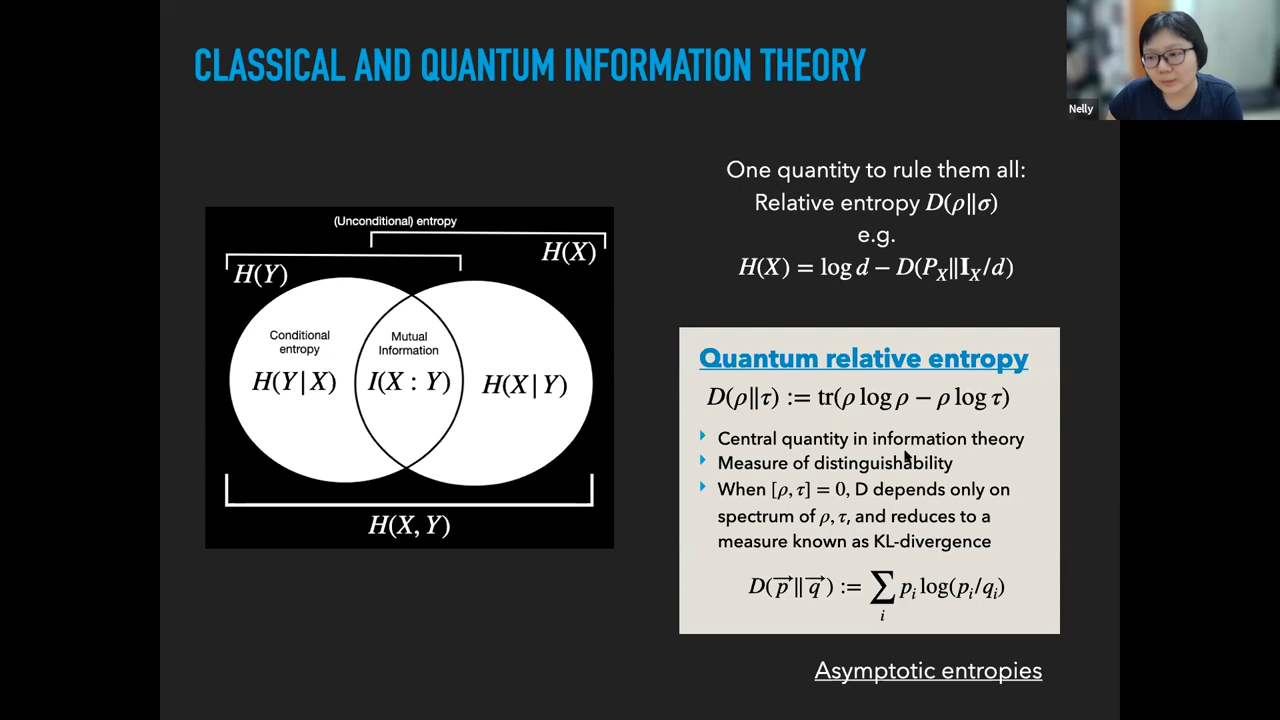 CLASSICAL AND QUANTUM INFORMATION THEORY
Nelly
(Unconditional) entropy
H(X)
H(Y)
Conditional entropy
H(Y|X)
Mutual Information
I(X : Y)
H(X|Y)
H(X, Y)
One quantity to rule them all:
Relative entropy D(ρ∥σ)
e.g.
H(X) = log d − D(P_X∥I_X/d)
Quantum relative entropy
D(ρ∥τ) := tr(ρ log ρ − ρ log τ)
Central quantity in information theory
Measure of distinguishability
When [ρ, τ] = 0, D depends only on
spectrum of ρ, τ, and reduces to a
measure known as KL-divergence
D(p⃗∥q⃗) := ∑_i p_i log(p_i/q_i)
Asymptotic entropies